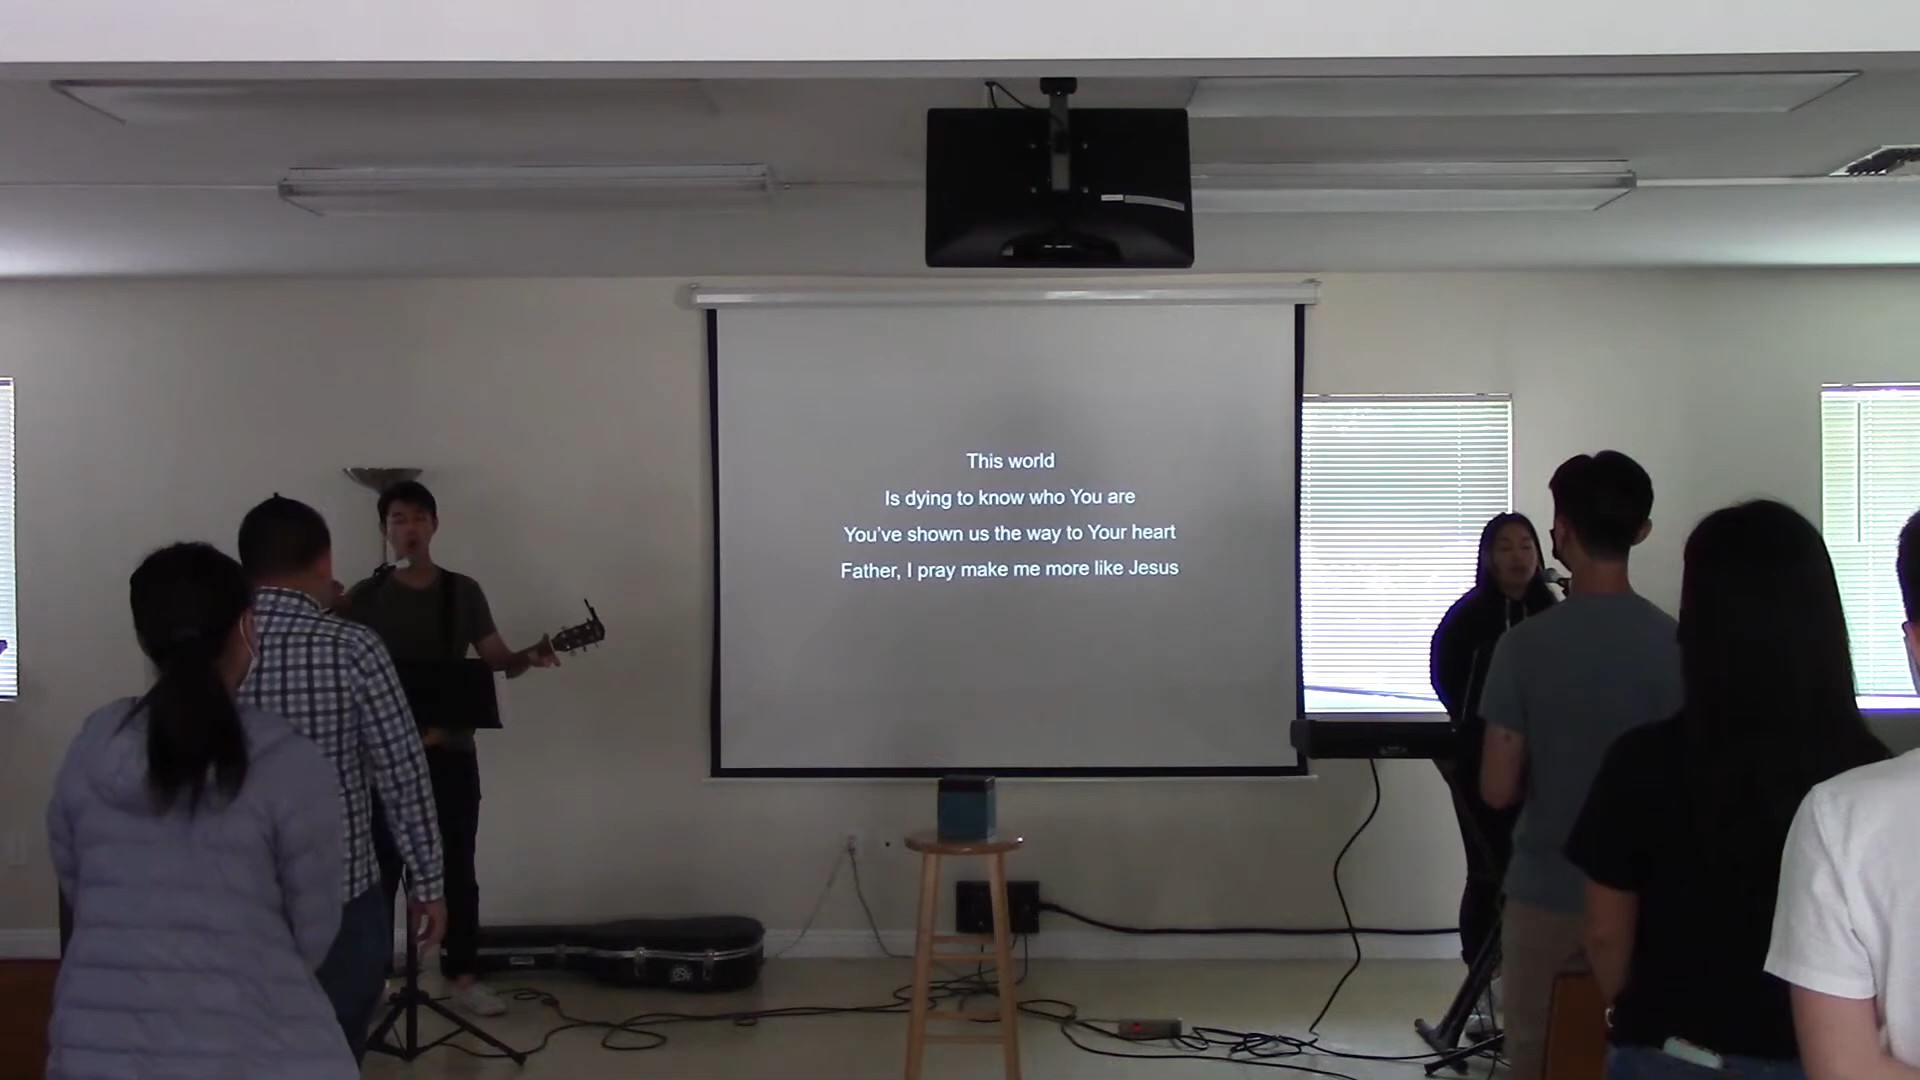 This world
Is dying to know who You are
You've shown us the way to Your heart
Father, I pray make me more like Jesus